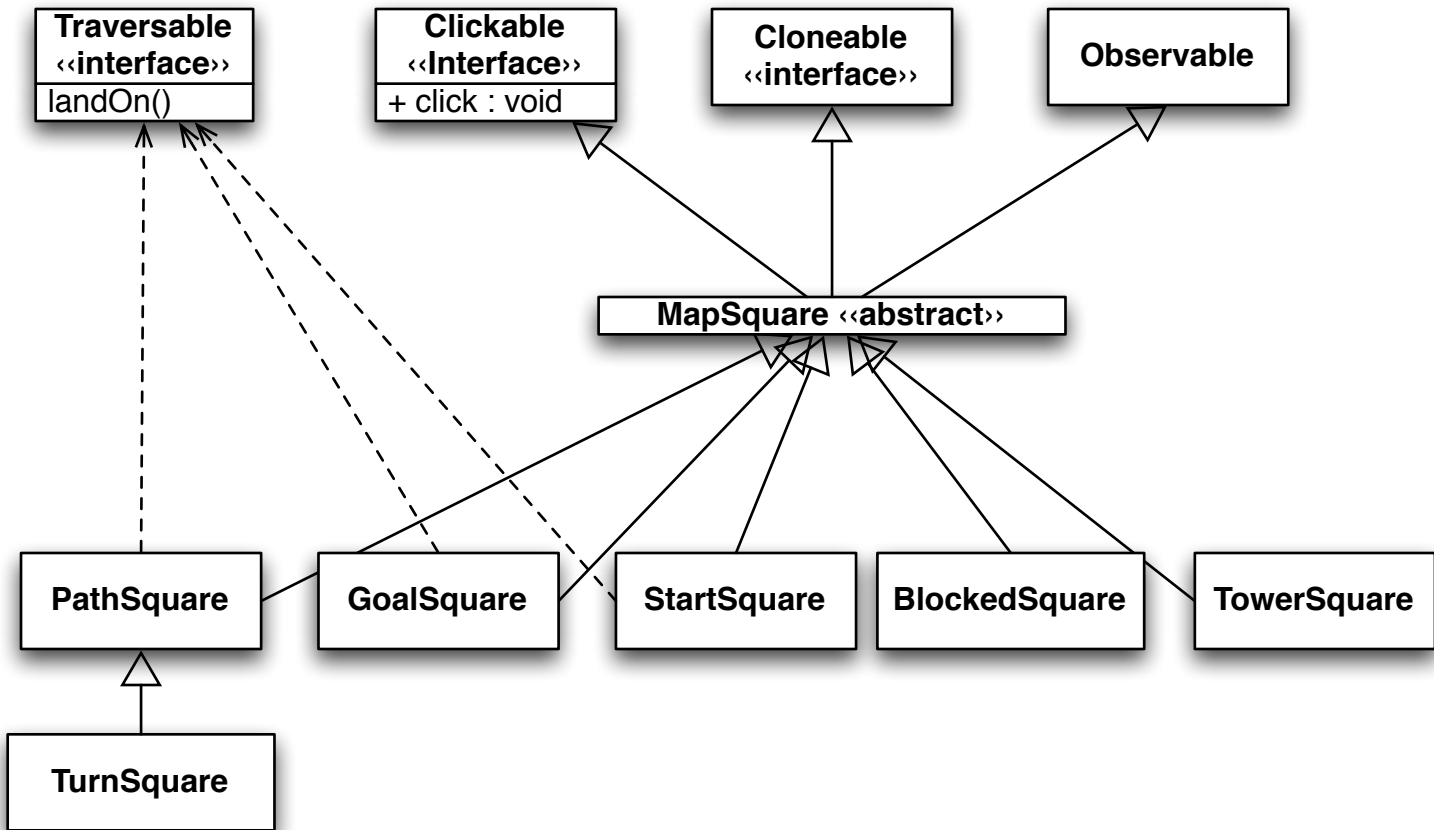 Traversable
‹‹interface››
landOn()
Clickable
‹‹Interface››
+ click : void
Cloneable
‹‹interface››
Observable
MapSquare ‹‹abstract››
PathSquare
GoalSquare
StartSquare
BlockedSquare
TowerSquare
TurnSquare